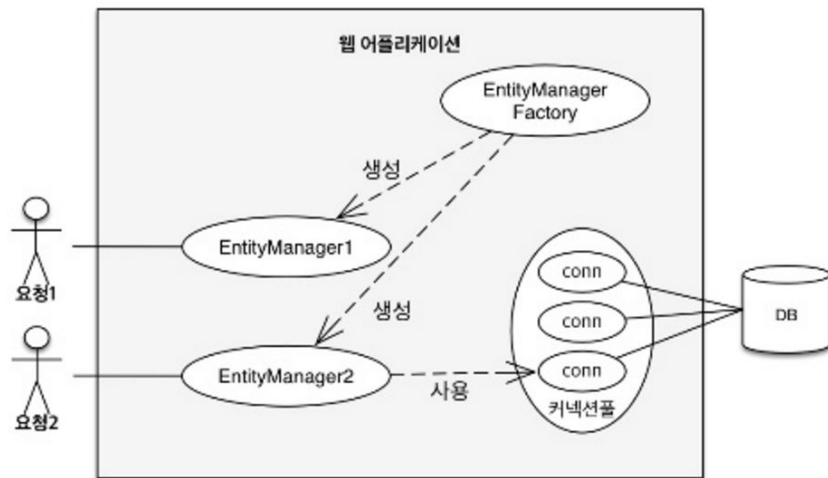 웹 어플리케이션
EntityManager
Factory
생성
EntityManager1
요청1
conn
생성
conn
DB
EntityManager2
사용
conn
커넥션풀
요청2